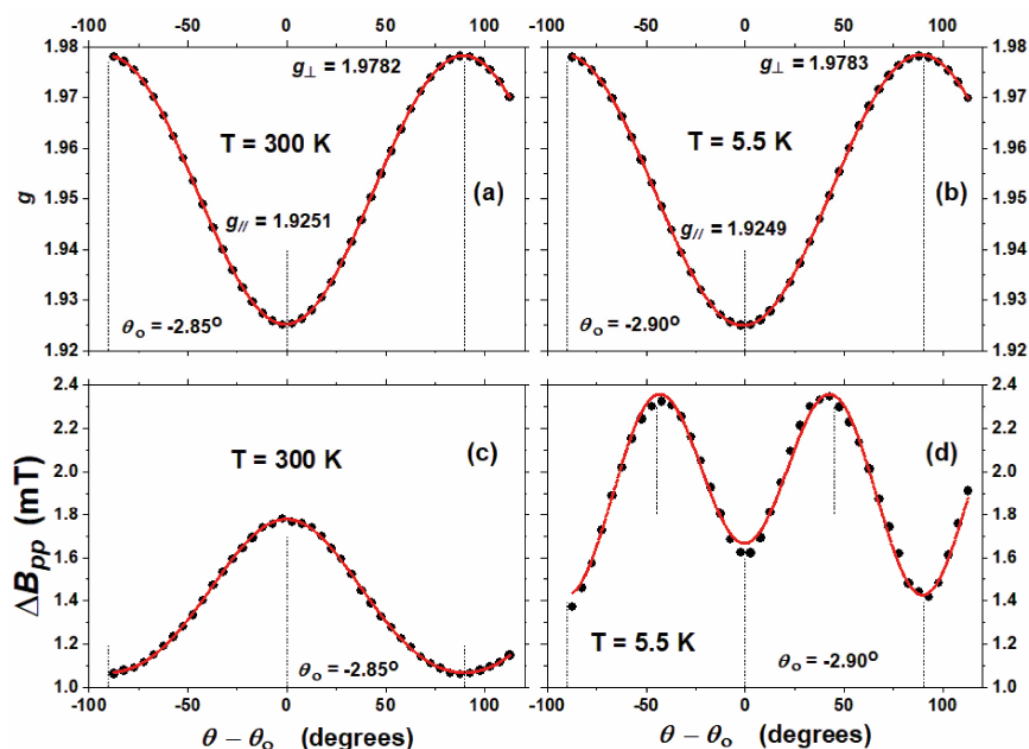 -100 -50 0 50 100
-100 -50 0 50 100
1.98
1.97
1.96
1.95
1.94
1.93
1.92
g
g⊥ = 1.9782
T = 300 K
(a)
g// = 1.9251
θo = -2.85o
g⊥ = 1.9783
T = 5.5 K
(b)
g// = 1.9249
θo = -2.90o
1.98
1.97
1.96
1.95
1.94
1.93
1.92
2.4
2.2
2.0
1.8
1.6
1.4
1.2
1.0
ΔBpp (mT)
T = 300 K
(c)
θo = -2.85o
(d)
T = 5.5 K
θo = -2.90o
2.4
2.2
2.0
1.8
1.6
1.4
1.2
1.0
-100 -50 0 50 100
-100 -50 0 50 100
θ – θo (degrees)
θ – θo (degrees)